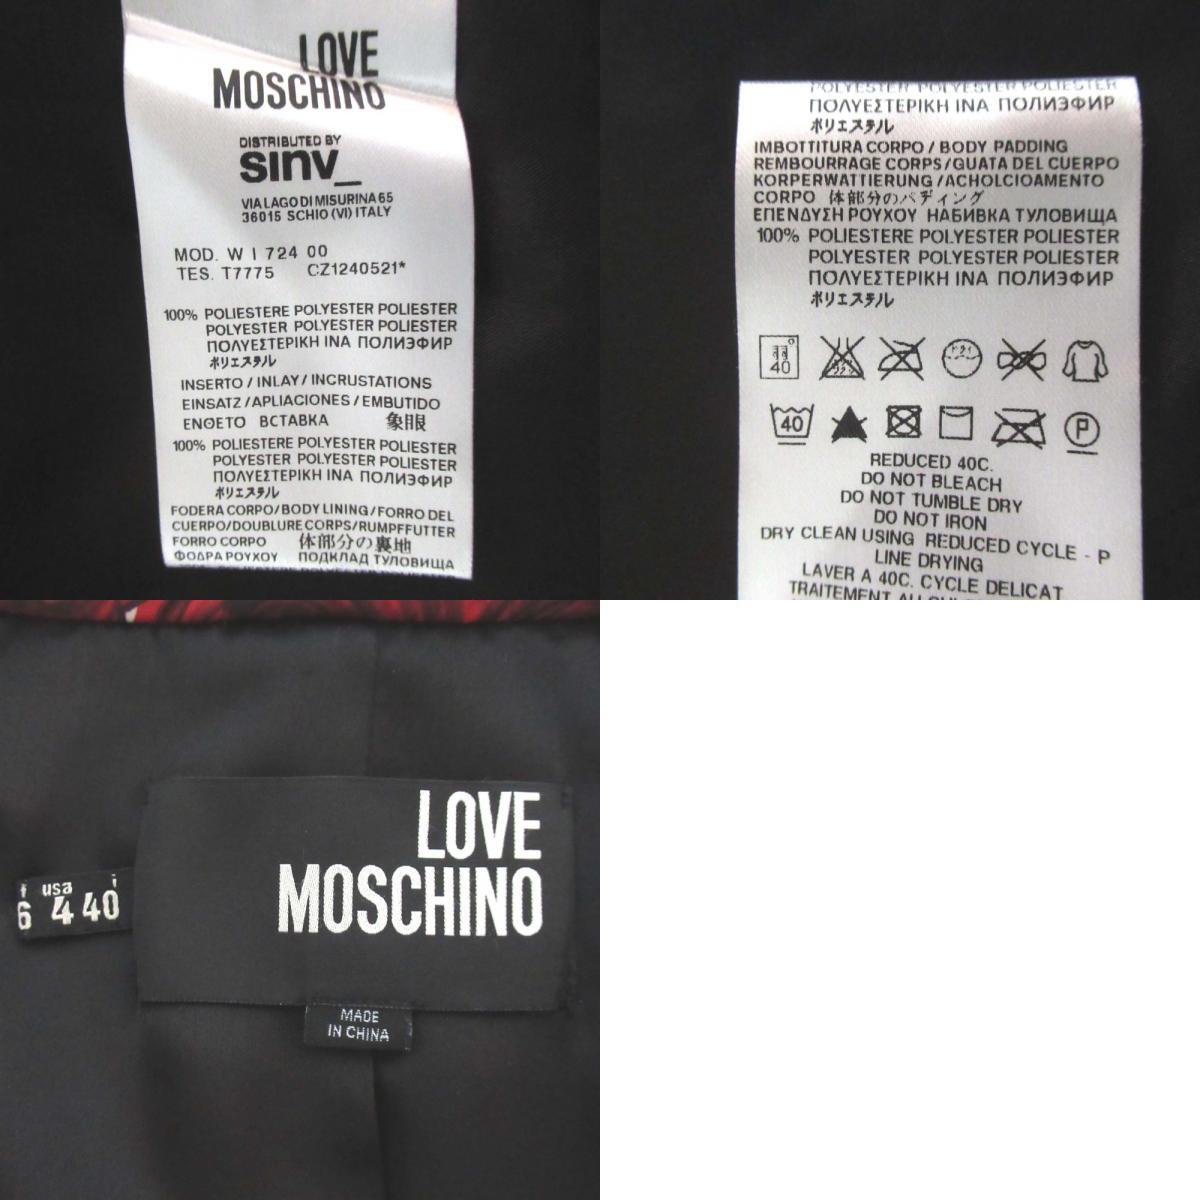 LOVE
MOSCHINO
DISTRIBUTED BY
sinv_
VIA LAGO DI MISURINA 65
36015 SCHIO (VI) ITALY
MOD. W I 724 00
TES. T7775 CZ1240521*
100% POLIESTERE POLYESTER POLIESTER
POLYESTER POLYESTER POLIESTER
ΠΟΛΥΕΣΤΕΡΙΚΗ ΙΝΑ ПОЛИЭФИР
ポリエステル
INSERTO / INLAY / INCRUSTATIONS
EINSATZ / APLIACIONES / EMBUTIDO
ΕΝΘΕΤΟ ВСТАВКА 象眼
100% POLIESTERE POLYESTER POLIESTER
POLYESTER POLYESTER POLIESTER
ΠΟΛΥΕΣΤΕΡΙΚΗ ΙΝΑ ПОЛИЭФИР
ポリエステル
FODERA CORPO/BODY LINING/FORRO DEL
CUERPO/DOUBLURE CORPS/RUMPFFUTTER
FORRO CORPO 体部分の裏地
ΦΟΔΡΑ ΡΟΥΧΟΥ ПОДКЛАД ТУЛОВИЩА
POLYESTER POLYESTER POLIESTER
ΠΟΛΥΕΣΤΕΡΙΚΗ ΙΝΑ ПОЛИЭФИР
ポリエステル
IMBOTTITURA CORPO / BODY PADDING
REMBOURRAGE CORPS/GUATA DEL CUERPO
KORPERWATTIERUNG /ACHOLCIOAMENTO
CORPO 体部分のパディング
ΕΠΕΝΔΥΣΗ ΡΟΥΧΟΥ НАБИВКА ТУЛОВИЩА
100% POLIESTERE POLYESTER POLIESTER
POLYESTER POLYESTER POLIESTER
ΠΟΛΥΕΣΤΕΡΙΚΗ ΙΝΑ ПОЛИЭФИР
ポリエステル
40
40 P
REDUCED 40C.
DO NOT BLEACH
DO NOT TUMBLE DRY
DO NOT IRON
DRY CLEAN USING REDUCED CYCLE - P
LINE DRYING
LAVER A 40C. CYCLE DELICAT
TRAITEMENT
LOVE
MOSCHINO
usa i
6 4 40
MADE
IN CHINA